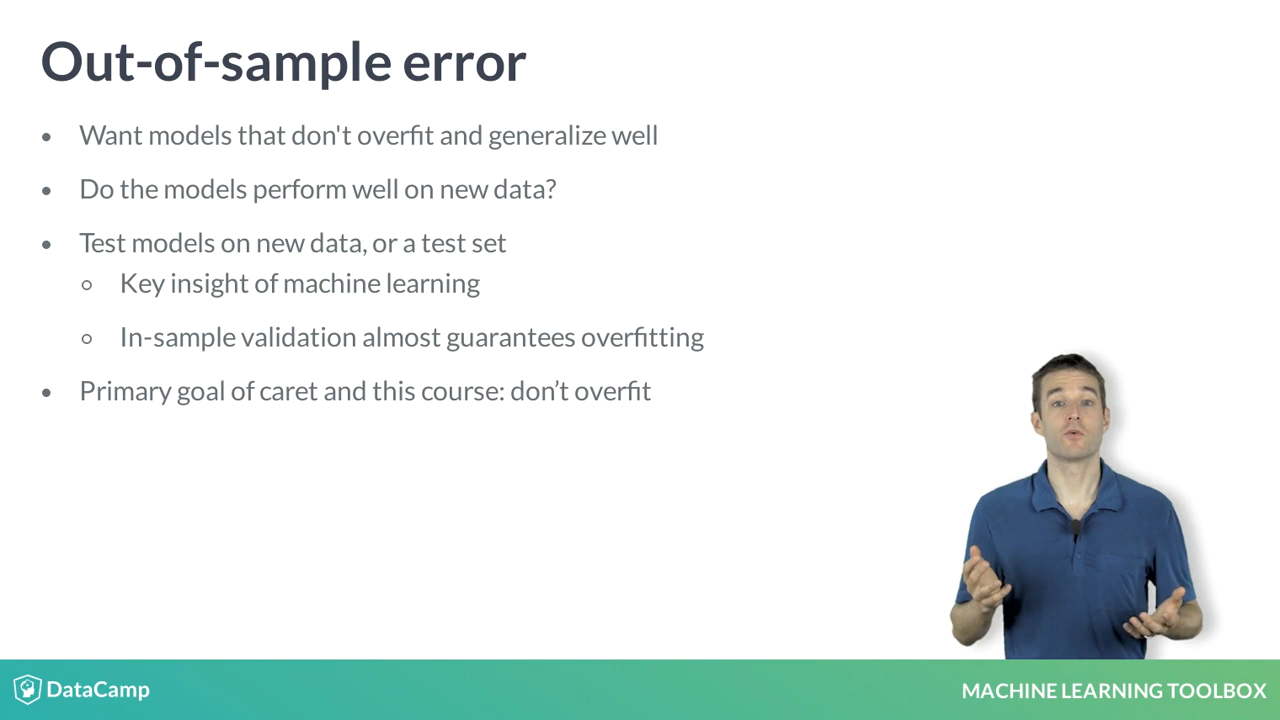 Out-of-sample error
• Want models that don't overfit and generalize well
• Do the models perform well on new data?
• Test models on new data, or a test set
○ Key insight of machine learning
○ In-sample validation almost guarantees overfitting
• Primary goal of caret and this course: don’t overfit
DataCamp
MACHINE LEARNING TOOLBOX